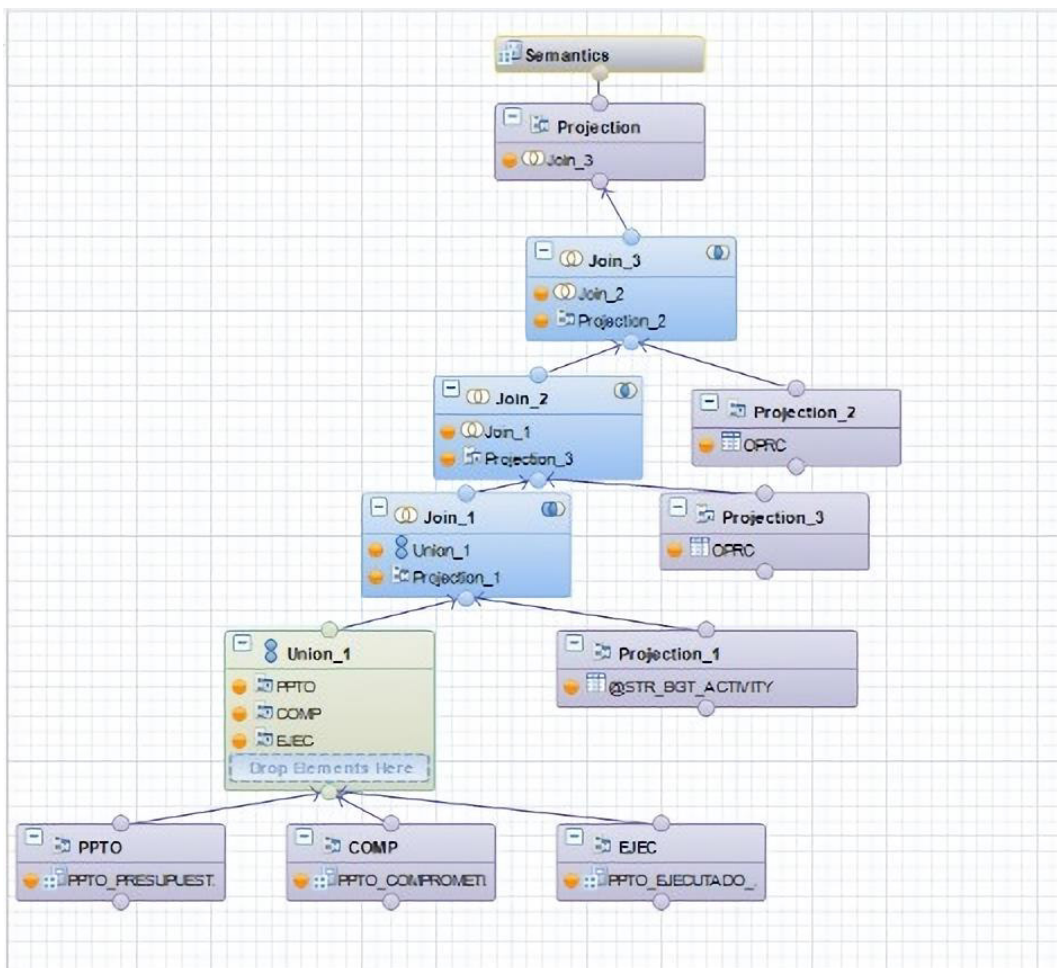 Semantics
Projection
Join_3
Join_3
Join_2
Projection_2
Join_2
Join_1
Projection_3
Projection_2
OPRC
Join_1
Union_1
Projection_1
Projection_3
OPRC
Union_1
PPTO
COMP
EJEC
Drop Elements Here
Projection_1
@STR_BGT_ACTIVITY
PPTO
PPTO_PRESUPUEST.
COMP
PPTO_COMPROMETI.
EJEC
PPTO_EJECUTADO_.